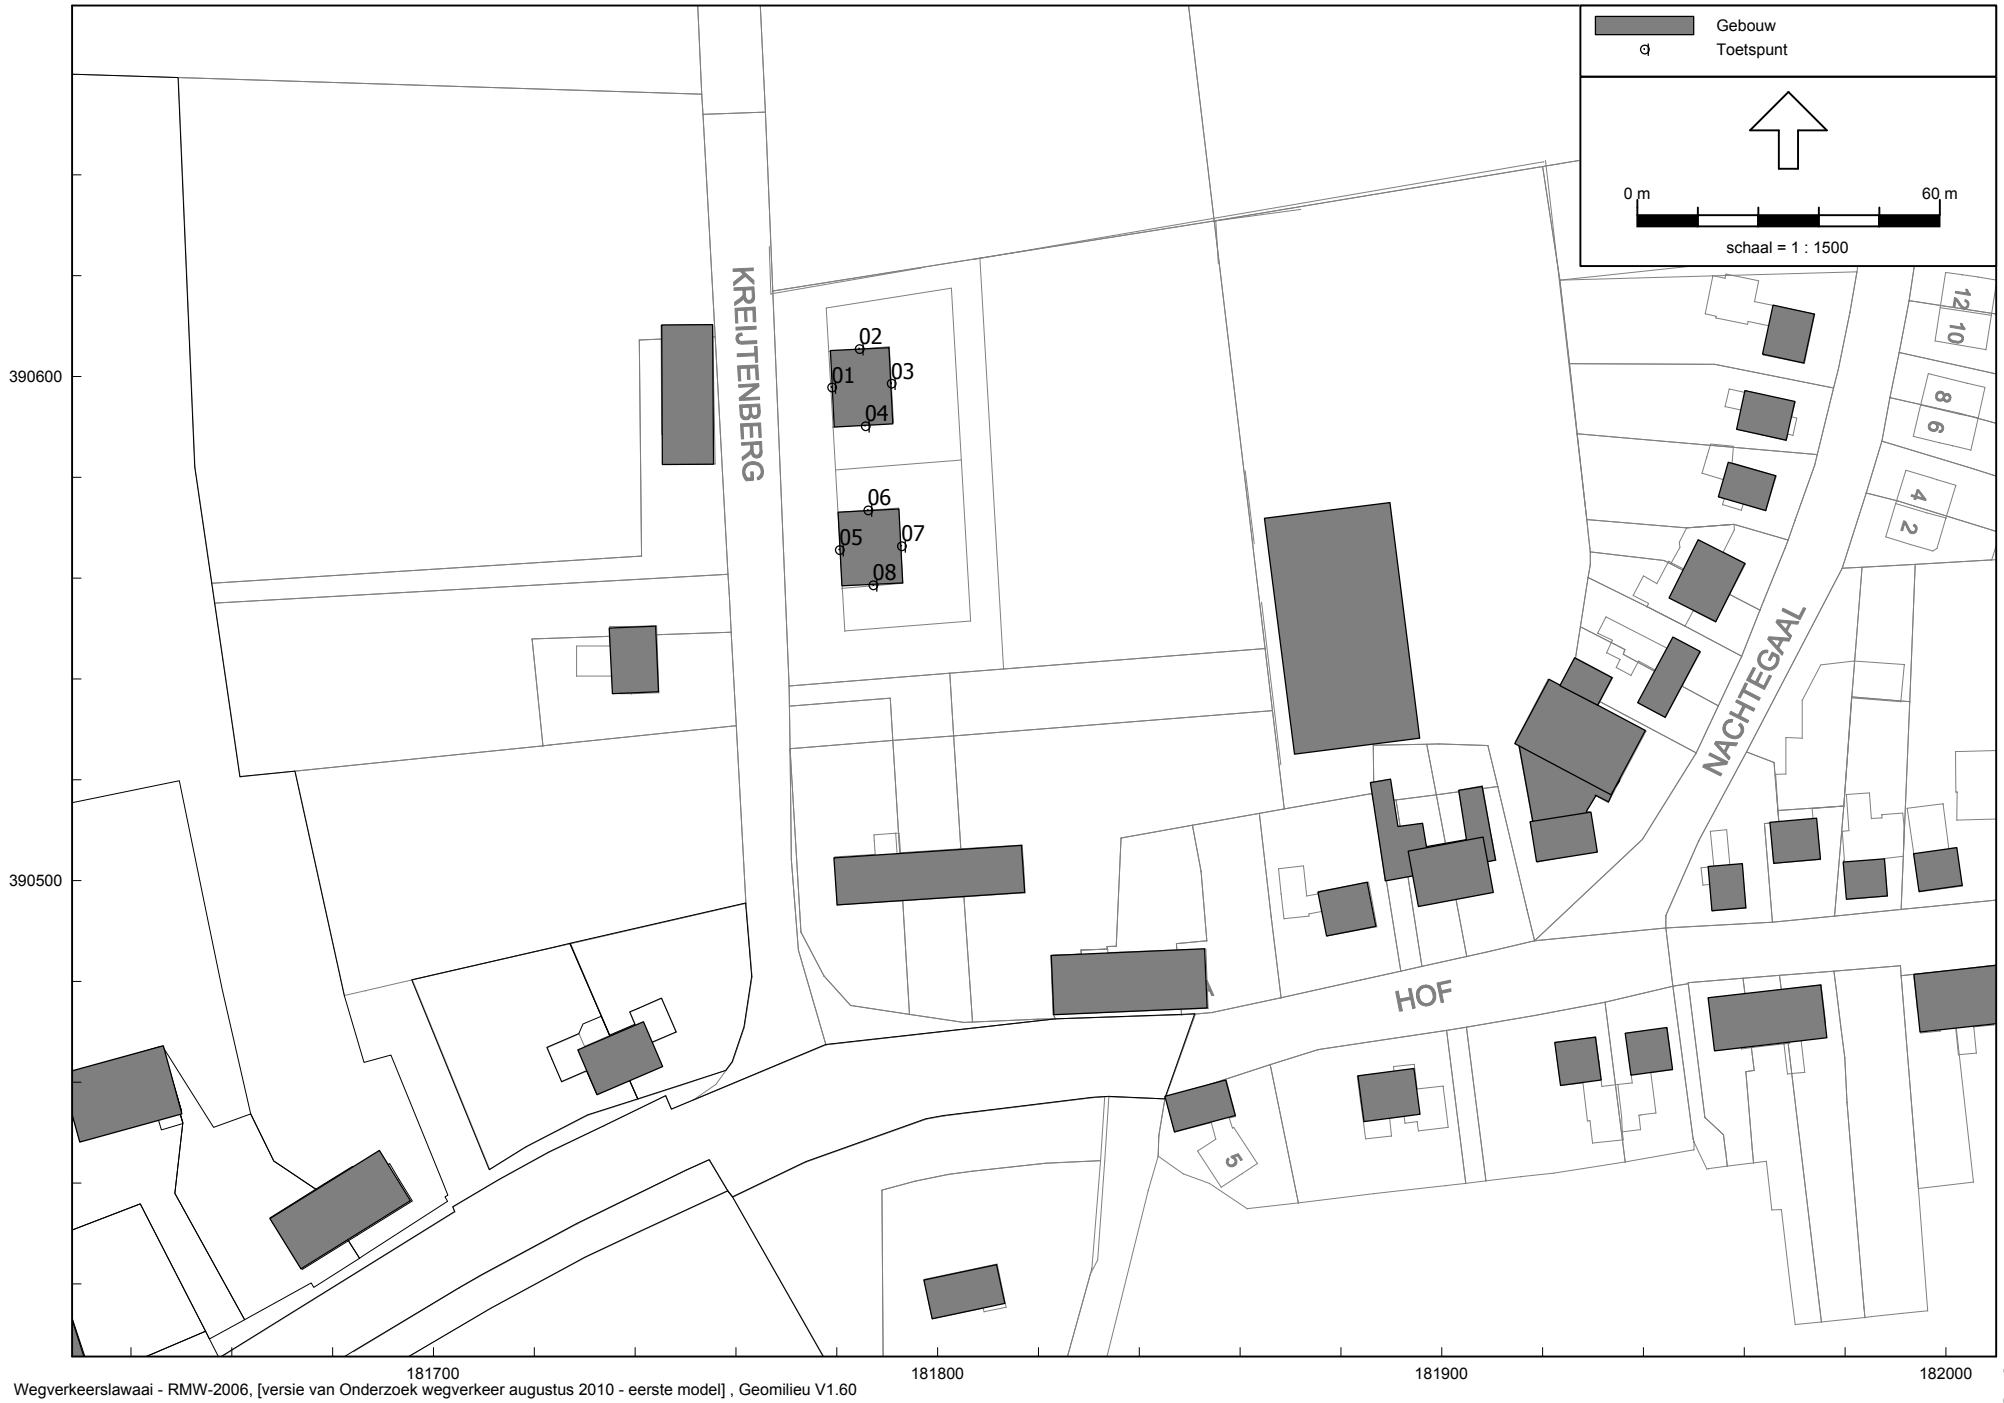 Gebouw
Toetspunt
0 m 60 m
schaal = 1 : 1500
KREIJTENBERG
02
01
03
04
06
05
07
08
12
10
8
6
4
2
NACHTEGAAL
HOF
5
390600
390500
181700 181800 181900 182000
Wegverkeerslawaai - RMW-2006, [versie van Onderzoek wegverkeer augustus 2010 - eerste model] , Geomilieu V1.60